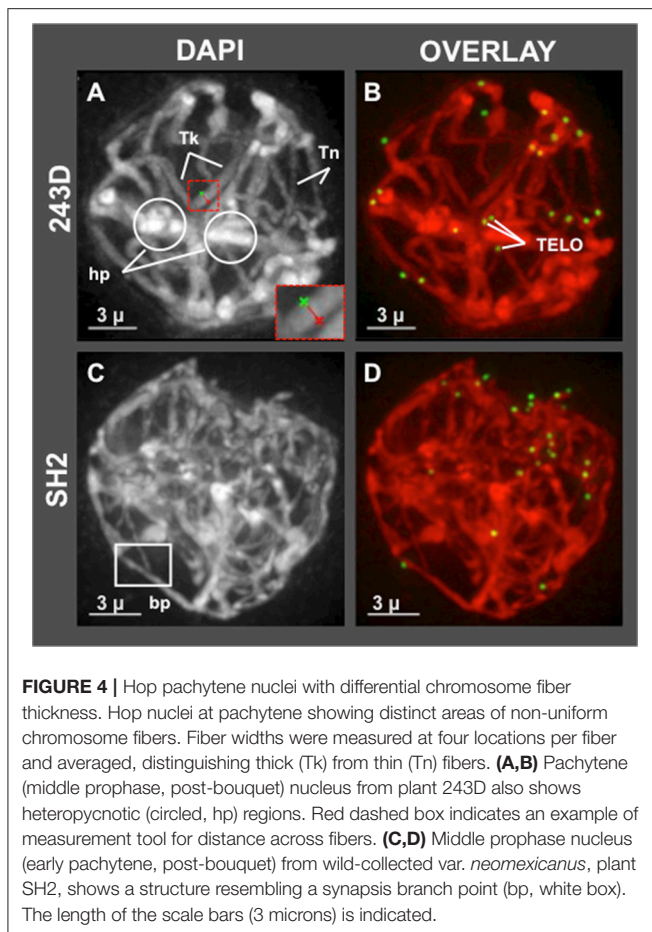 DAPI OVERLAY
243D
A
B
Tk
Tn
hp
TELO
3 μ
3 μ
SH2
C
D
3 μ
bp
3 μ
FIGURE 4 | Hop pachytene nuclei with differential chromosome fiber
thickness. Hop nuclei at pachytene showing distinct areas of non-uniform
chromosome fibers. Fiber widths were measured at four locations per fiber
and averaged, distinguishing thick (Tk) from thin (Tn) fibers. (A,B) Pachytene
(middle prophase, post-bouquet) nucleus from plant 243D also shows
heteropycnotic (circled, hp) regions. Red dashed box indicates an example of
measurement tool for distance across fibers. (C,D) Middle prophase nucleus
(early pachytene, post-bouquet) from wild-collected var. neomexicanus, plant
SH2, shows a structure resembling a synapsis branch point (bp, white box).
The length of the scale bars (3 microns) is indicated.